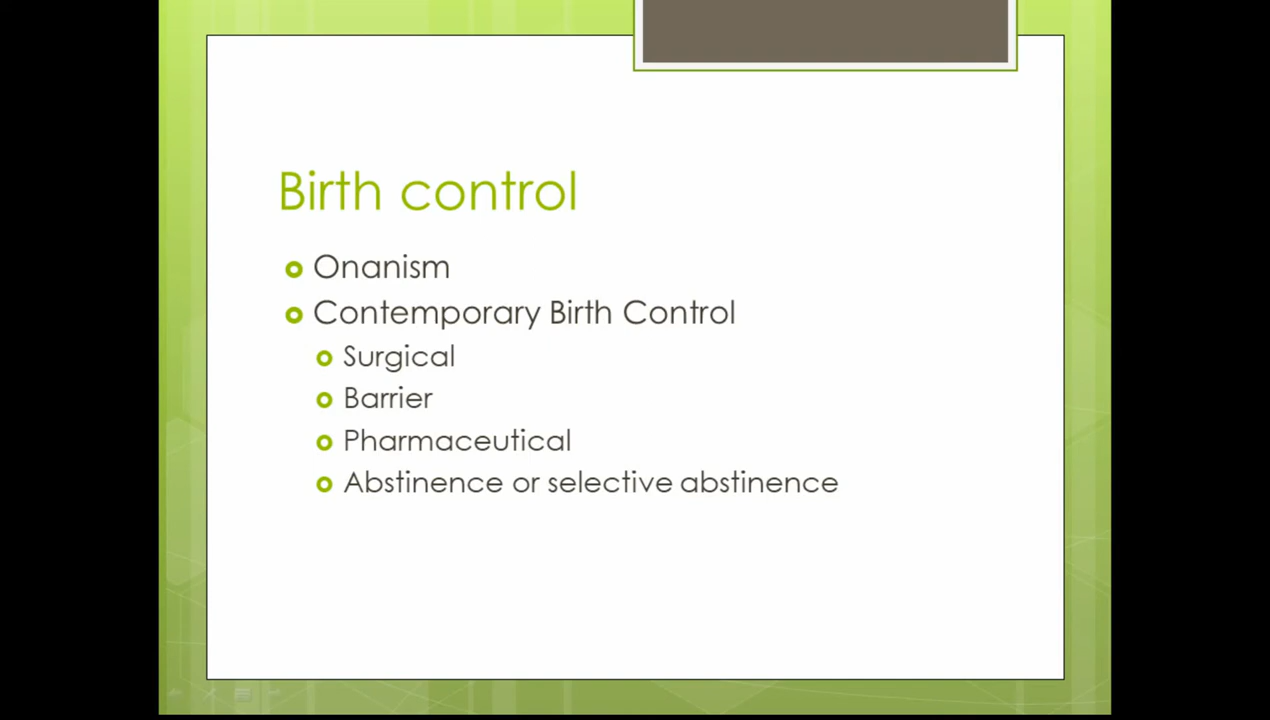 Birth control
Onanism
Contemporary Birth Control
Surgical
Barrier
Pharmaceutical
Abstinence or selective abstinence